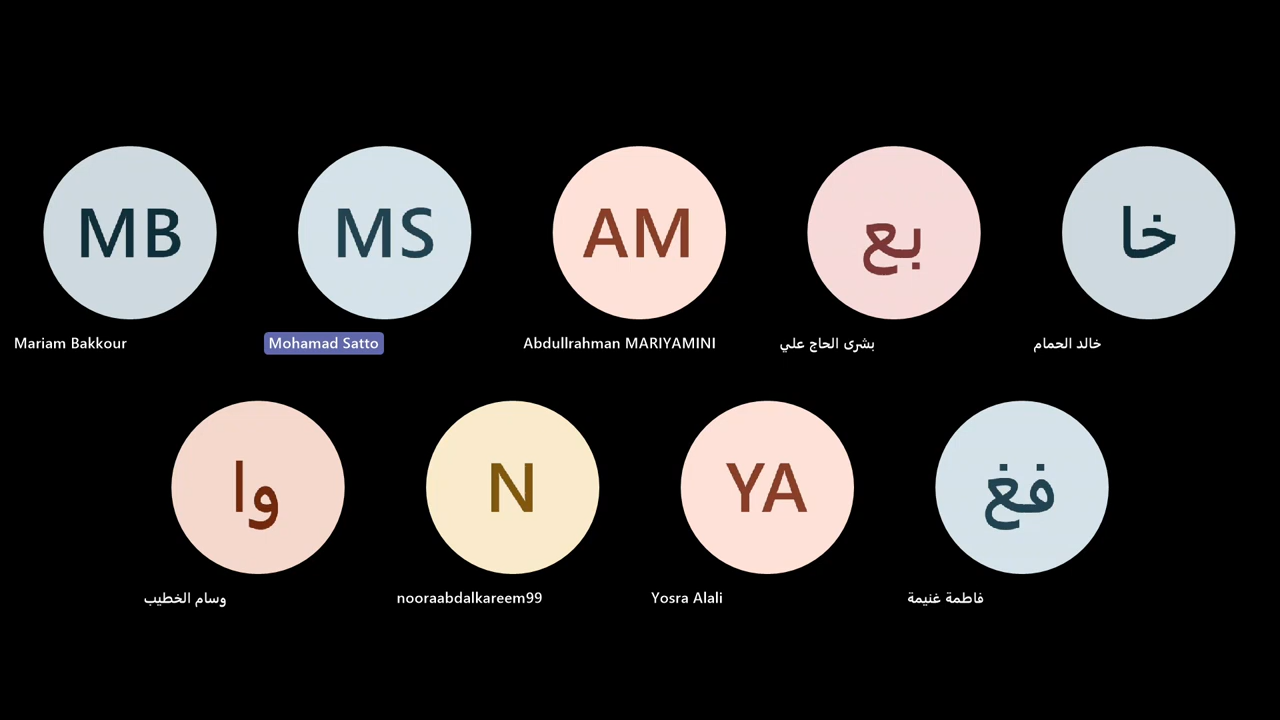 MB
MS
AM
بع
خا
Mariam Bakkour
Mohamad Satto
Abdullrahman MARIYAMINI
بشرى الحاج علي
خالد الحمام
وا
N
YA
فغ
وسام الخطيب
nooraabdalkareem99
Yosra Alali
فاطمة غنيمة